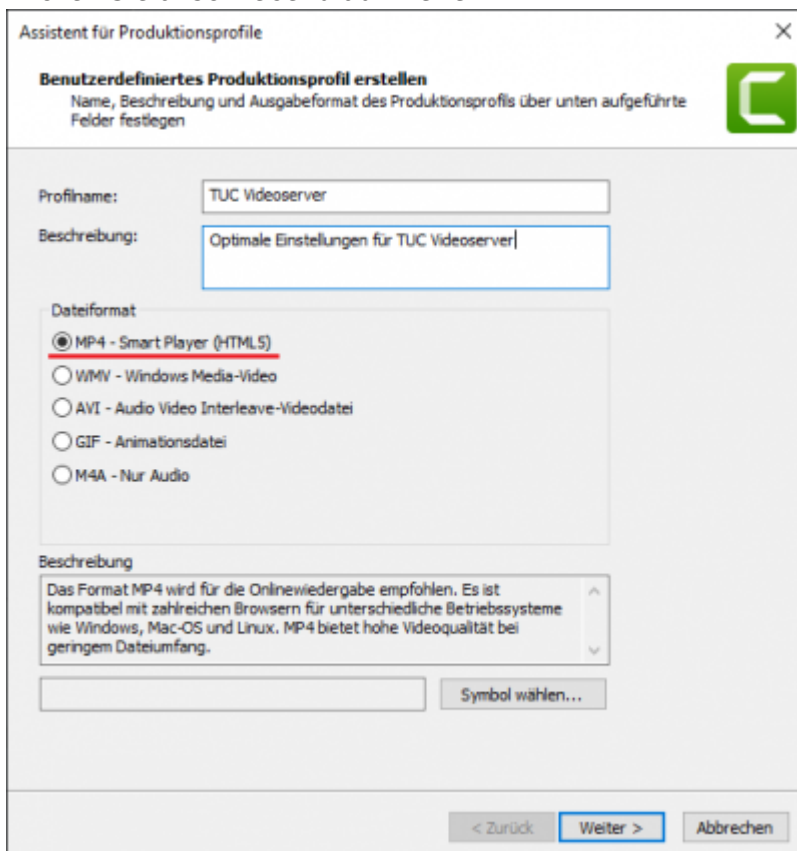 Assistent für Produktionsprofile
Benutzerdefiniertes Produktionsprofil erstellen
Name, Beschreibung und Ausgabeformat des Produktionsprofils über unten aufgeführte
Felder festlegen
Profilname:
TUC Videoserver
Beschreibung:
Optimale Einstellungen für TUC Videoserver
Dateiformat
MP4 - Smart Player (HTML5)
WMV - Windows Media-Video
AVI - Audio Video Interleave-Videodatei
GIF - Animationsdatei
M4A - Nur Audio
Beschreibung
Das Format MP4 wird für die Onlinewiedergabe empfohlen. Es ist
kompatibel mit zahlreichen Browsern für unterschiedliche Betriebssysteme
wie Windows, Mac-OS und Linux. MP4 bietet hohe Videoqualität bei
geringem Dateiumfang.
Symbol wählen...
< Zurück Weiter > Abbrechen